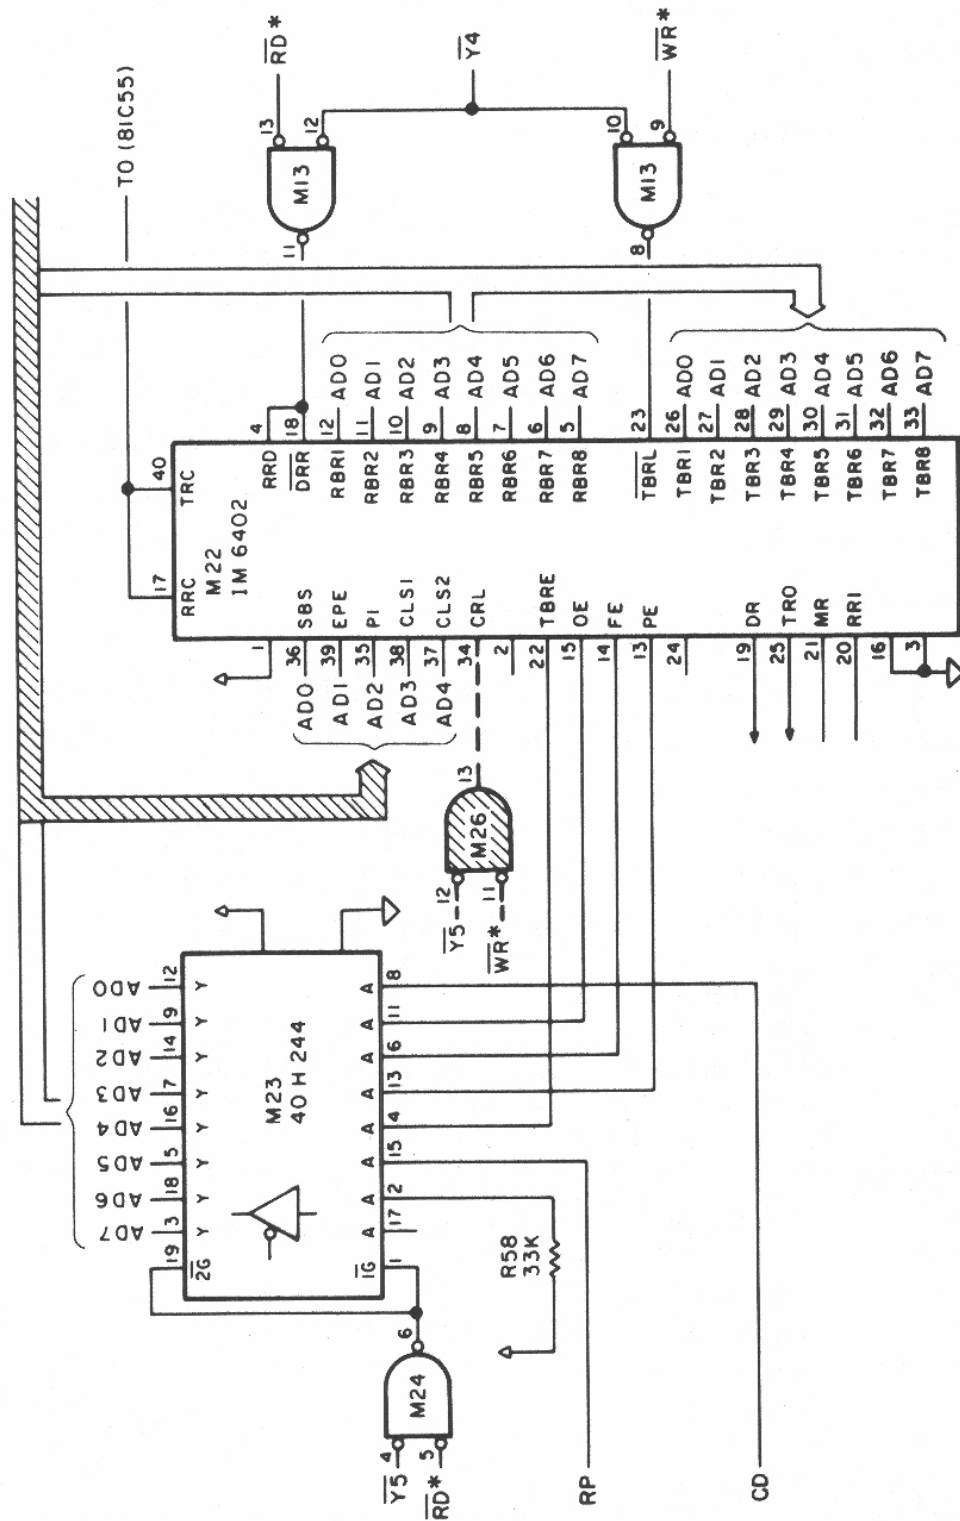 TO (81C55)
RD*
13
12
M13
11
Y4
WR*
10
9
M13
8
40
TRC
17
RRC
M22
IM 6402
4
RRD
18
DRR
12
RBR1
AD0
11
RBR2
AD1
10
RBR3
AD2
9
RBR4
AD3
8
RBR5
AD4
7
RBR6
AD5
6
RBR7
AD6
5
RBR8
AD7
23
TBRL
26
TBR1
AD0
27
TBR2
AD1
28
TBR3
AD2
29
TBR4
AD3
30
TBR5
AD4
31
TBR6
AD5
32
TBR7
AD6
33
TBR8
AD7
1
AD0
36
SBS
AD1
39
EPE
AD2
35
PI
AD3
38
CLS1
AD4
37
CLS2
34
CRL
2
22
TBRE
15
OE
14
FE
13
PE
24
19
DR
25
TRO
21
MR
20
RRI
16
3
Y5
12
WR*
11
M26
13
M23
40H244
AD0
12
Y
AD1
9
Y
AD2
14
Y
AD3
7
Y
AD4
16
Y
AD5
5
Y
AD6
18
Y
AD7
3
Y
19
2G
A
8
A
11
A
6
A
13
A
4
A
15
A
2
A
17
1G
1
R58
33K
Y5
4
RD*
5
M24
6
RP
CD